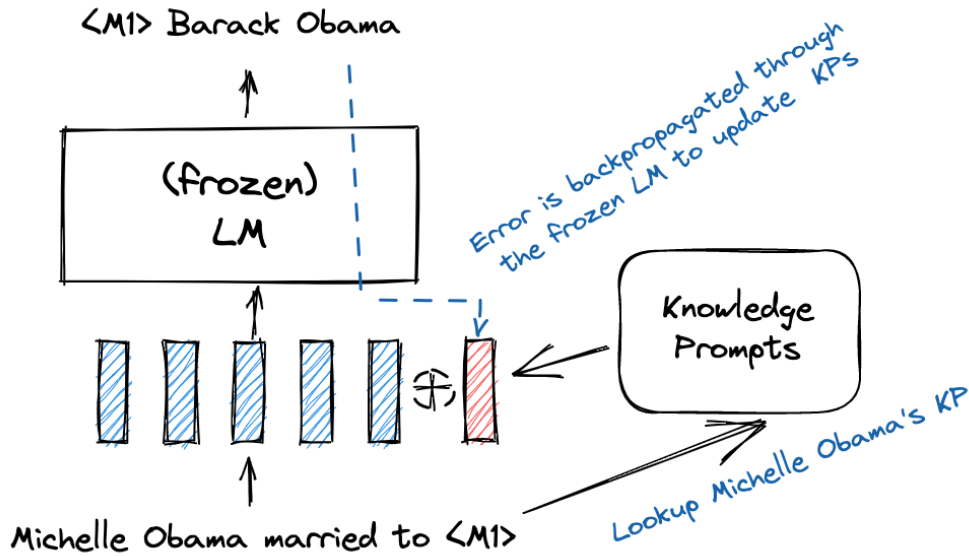 <M1> Barack Obama
Error is backpropagated through
the frozen LM to update KPs
(frozen)
LM
Knowledge
Prompts
Lookup Michelle Obama's KP
Michelle Obama married to <M1>